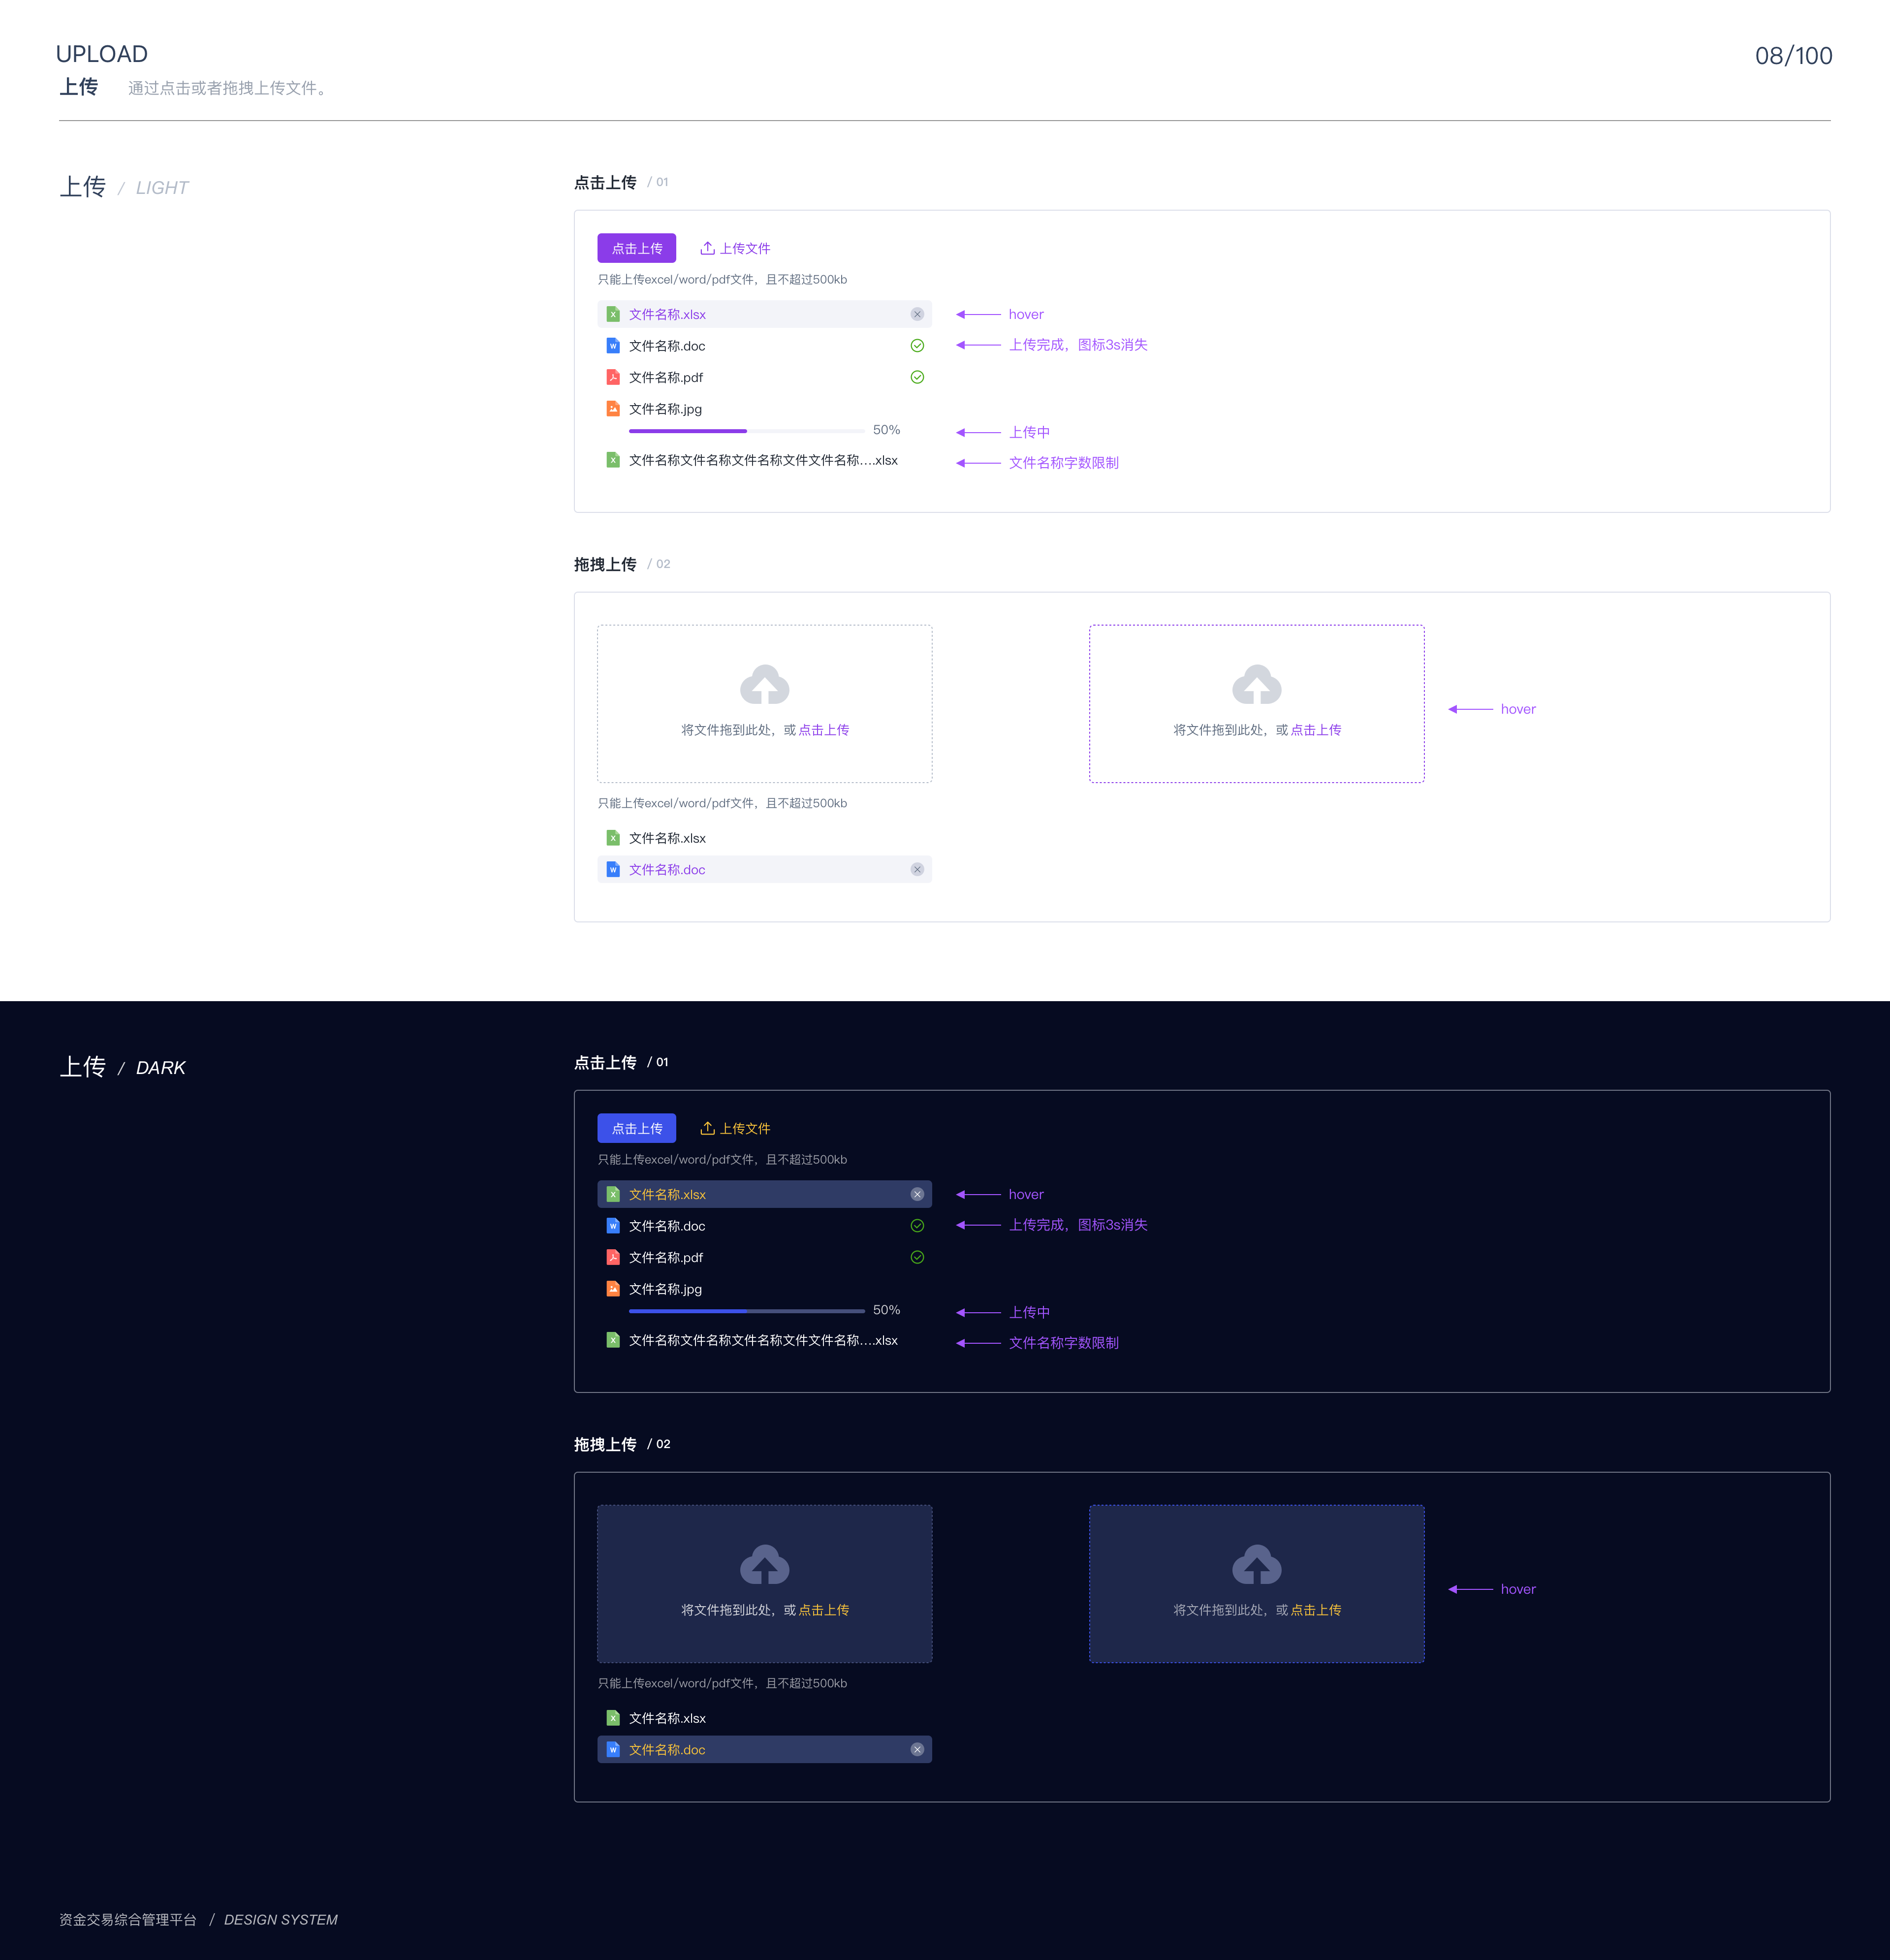 UPLOAD
08/100
上传 通过点击或者拖拽上传文件。
上传 / LIGHT
点击上传 / 01
点击上传 上传文件
只能上传excel/word/pdf文件，且不超过500kb
文件名称.xlsx
hover
文件名称.doc
上传完成，图标3s消失
文件名称.pdf
文件名称.jpg
50%
上传中
文件名称文件名称文件名称文件文件名称....xlsx
文件名称字数限制
拖拽上传 / 02
将文件拖到此处，或 点击上传
将文件拖到此处，或 点击上传
hover
只能上传excel/word/pdf文件，且不超过500kb
文件名称.xlsx
文件名称.doc
上传 / DARK
点击上传 / 01
点击上传 上传文件
只能上传excel/word/pdf文件，且不超过500kb
文件名称.xlsx
hover
文件名称.doc
上传完成，图标3s消失
文件名称.pdf
文件名称.jpg
50%
上传中
文件名称文件名称文件名称文件文件名称....xlsx
文件名称字数限制
拖拽上传 / 02
将文件拖到此处，或 点击上传
将文件拖到此处，或 点击上传
hover
只能上传excel/word/pdf文件，且不超过500kb
文件名称.xlsx
文件名称.doc
资金交易综合管理平台 / DESIGN SYSTEM